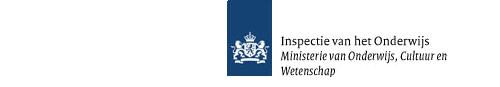 Inspectie van het Onderwijs
Ministerie van Onderwijs, Cultuur en
Wetenschap